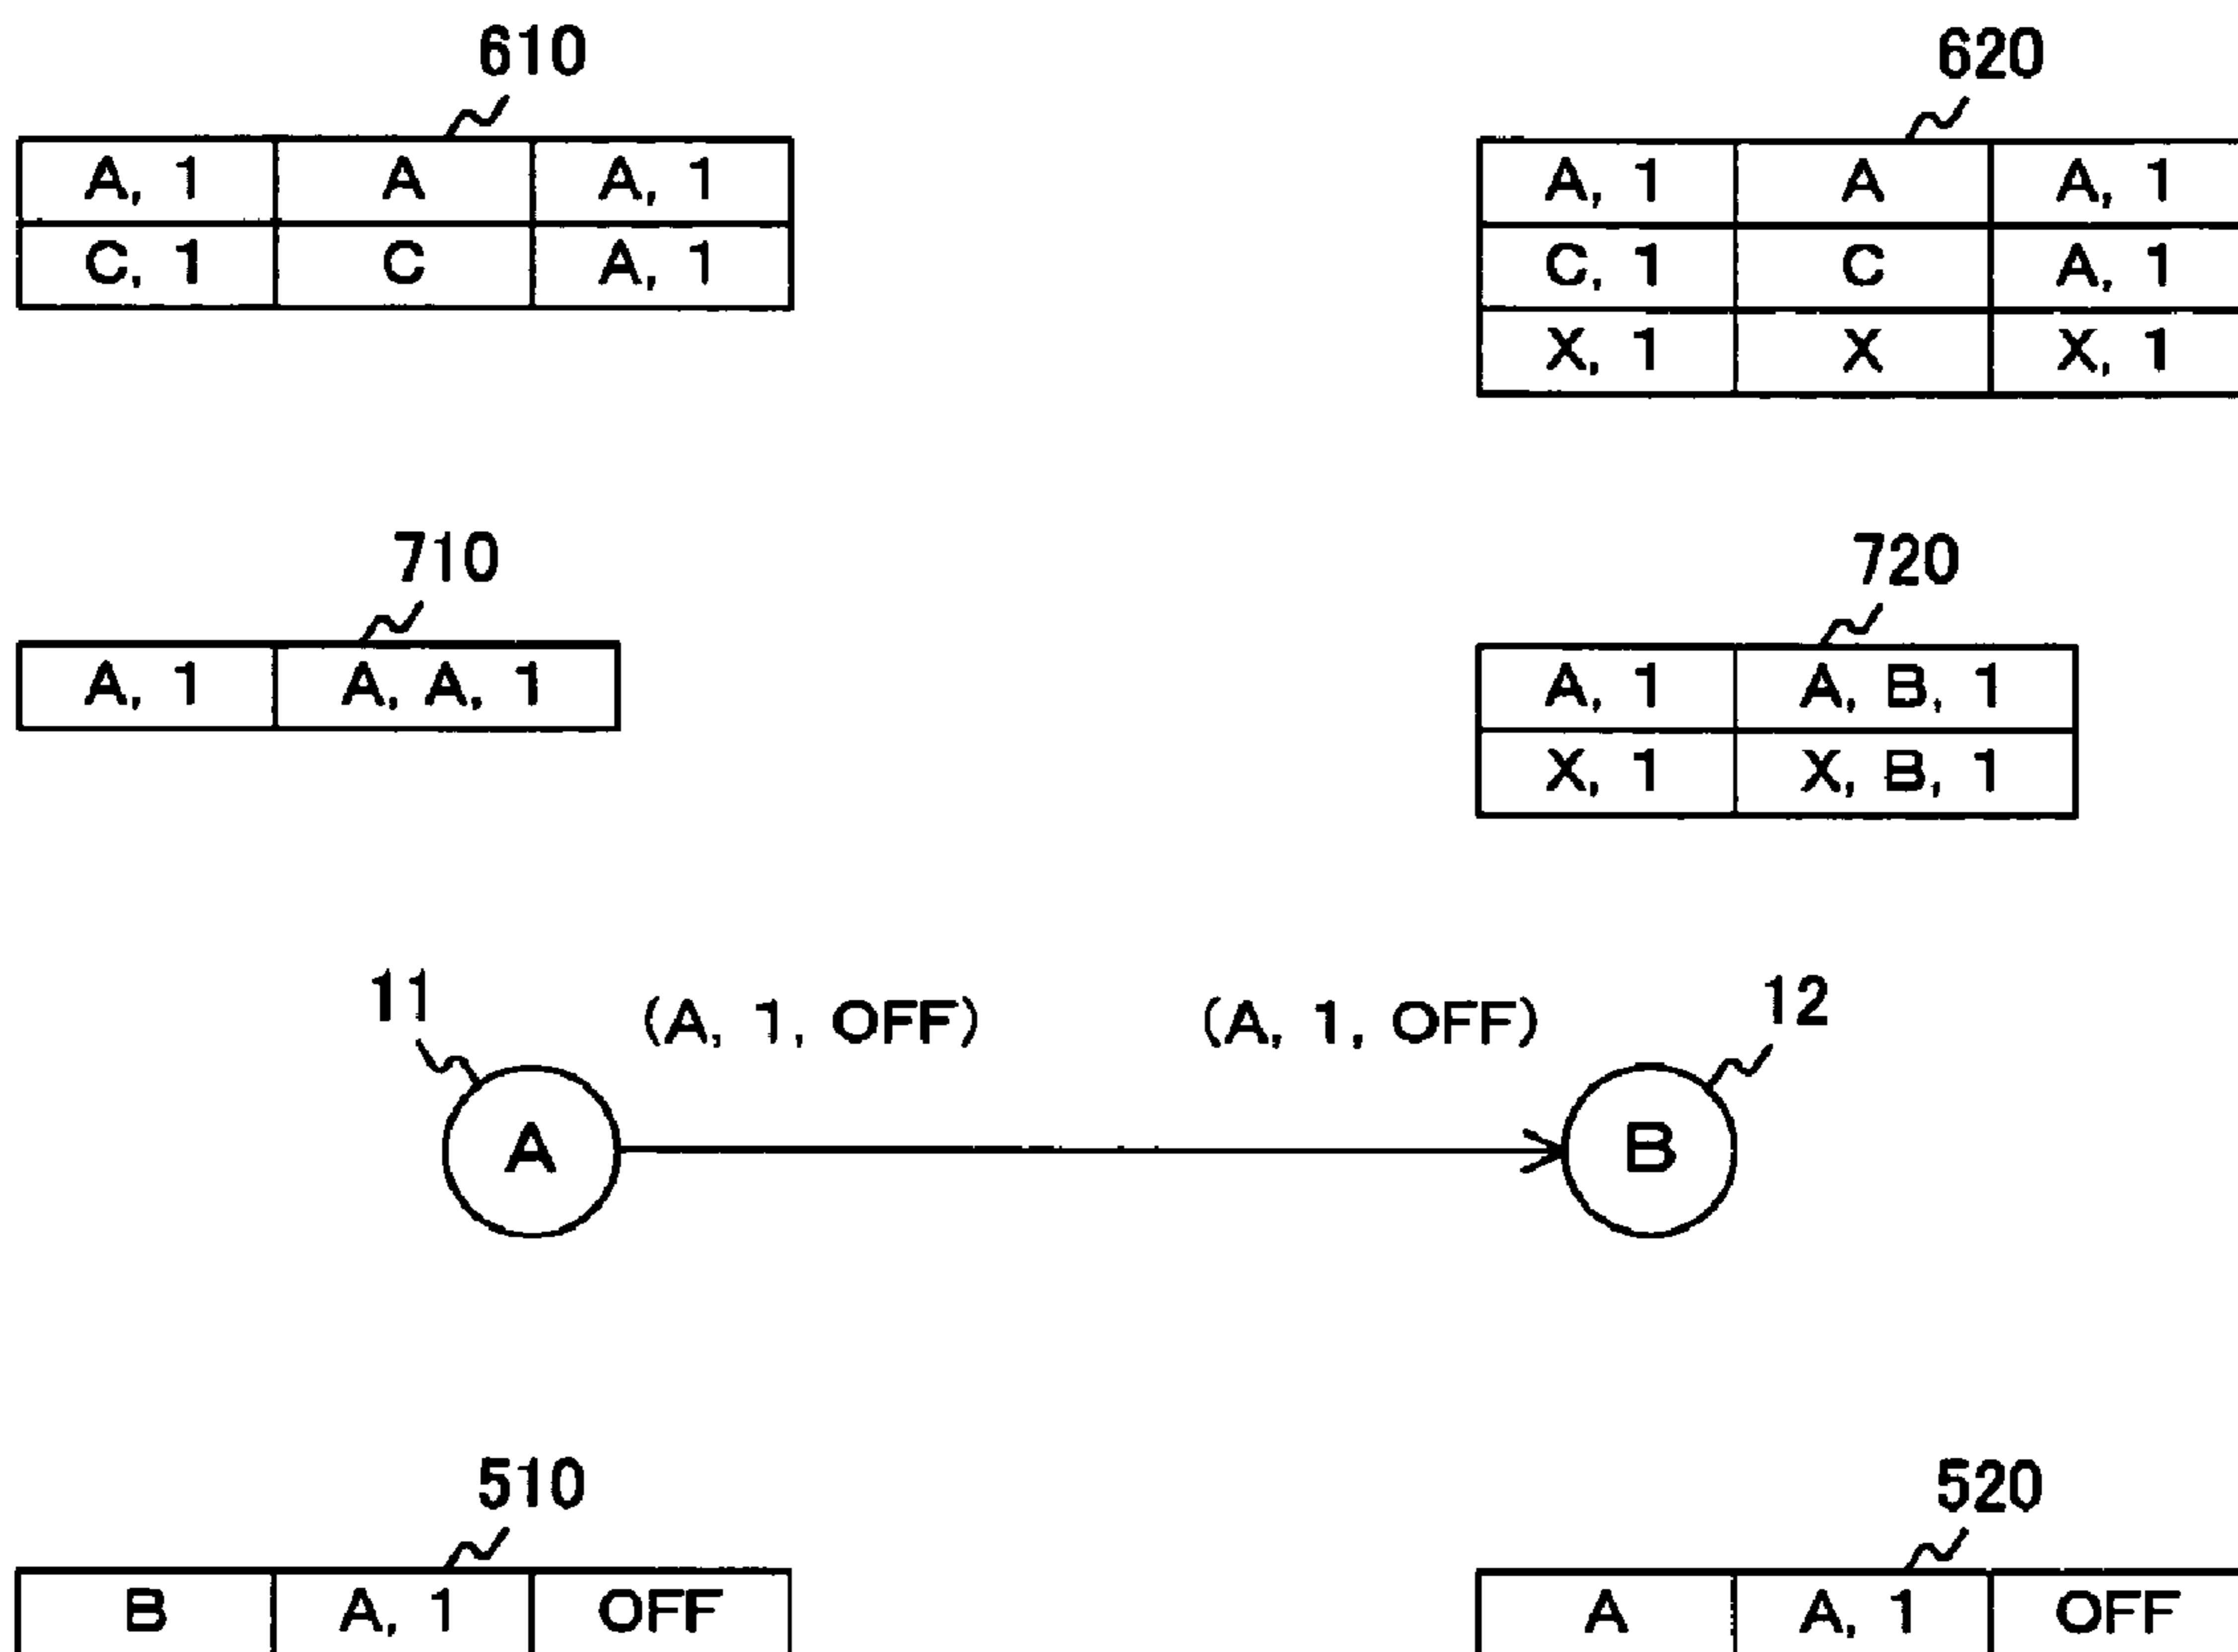 610 620
A, 1 A A, 1 A, 1 A A, 1
C, 1 C A, 1 C, 1 C A, 1
X, 1 X X, 1
710 720
A, 1 A, A, 1 A, 1 A, B, 1
X, 1 X, B, 1
11 (A, 1, OFF) (A, 1, OFF) 12
A B
510 520
B A, 1 OFF A A, 1 OFF